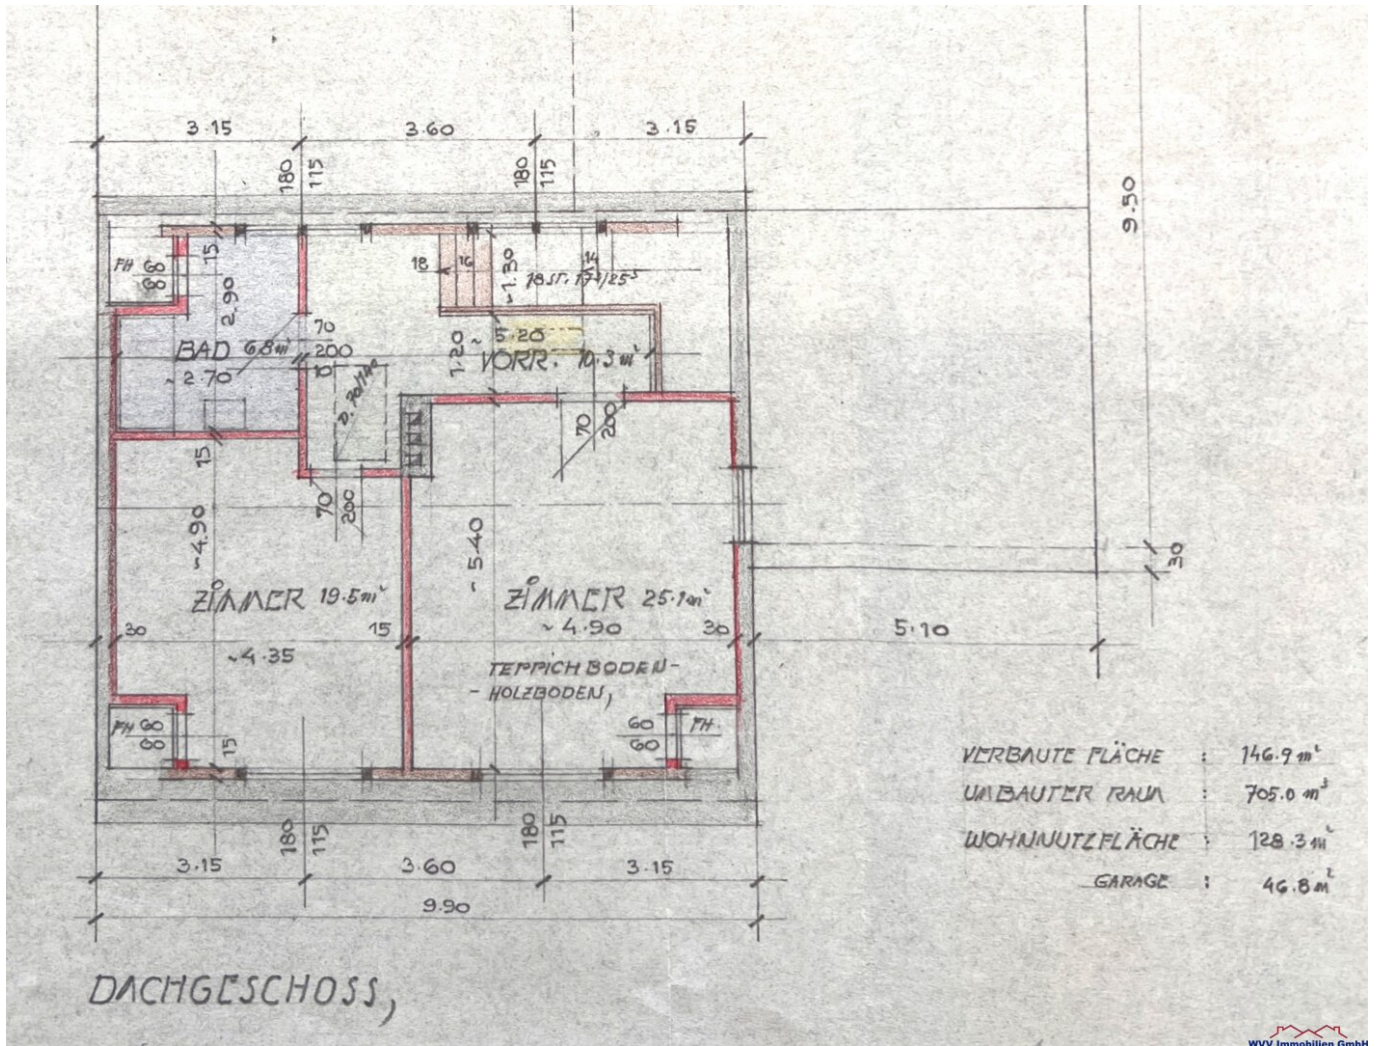 3.15
3.60
3.15
180
115
180
115
9.50
FH 60
60
15
2.90
18
16
~1.30
14
18 ST. 17⁵/25⁵
70
200
10
BAD 6.8 m²
~2.70
1.20
~5.20
VORR. 10.3 m²
D. 70/140
70
200
15
70
200
~4.90
~5.40
30
ZIMMER 19.5 m²
ZIMMER 25.1 m²
30
15
~4.90
30
5.10
~4.35
TEPPICHBODEN-
- HOLZBODEN,
FH 60
60
15
60
60
FH.
VERBAUTE FLÄCHE : 146.9 m²
UMBAUTER RAUM : 705.0 m³
WOHNNUTZFLÄCHE : 128.3 m²
GARAGE : 46.8 m²
180
115
180
115
3.15
3.60
3.15
9.90
DACHGESCHOSS,
WVV Immobilien GmbH